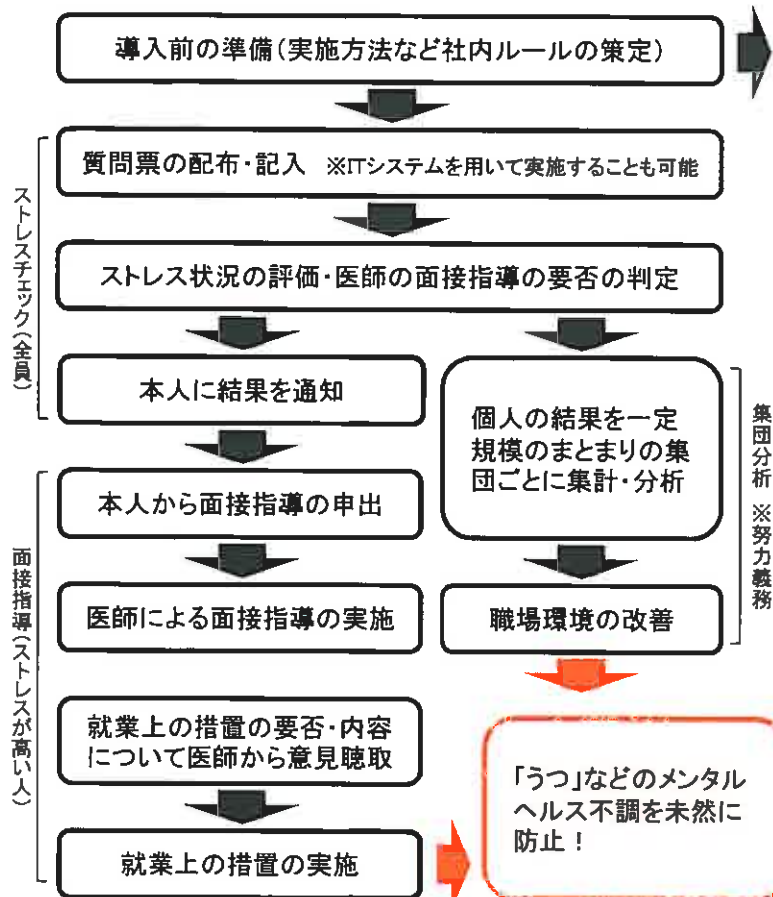 導入前の準備(実施方法など社内ルールの策定)
質問票の配布・記入 ※ITシステムを用いて実施することも可能
ストレス状況の評価・医師の面接指導の要否の判定
ストレスチェック(全員)
本人に結果を通知
個人の結果を一定
規模のまとまりの集
団ごとに集計・分析
集団分析 ※努力義務
本人から面接指導の申出
医師による面接指導の実施
職場環境の改善
面接指導(ストレスが高い人)
就業上の措置の要否・内容
について医師から意見聴取
「うつ」などのメンタル
ヘルス不調を未然に
防止!
就業上の措置の実施